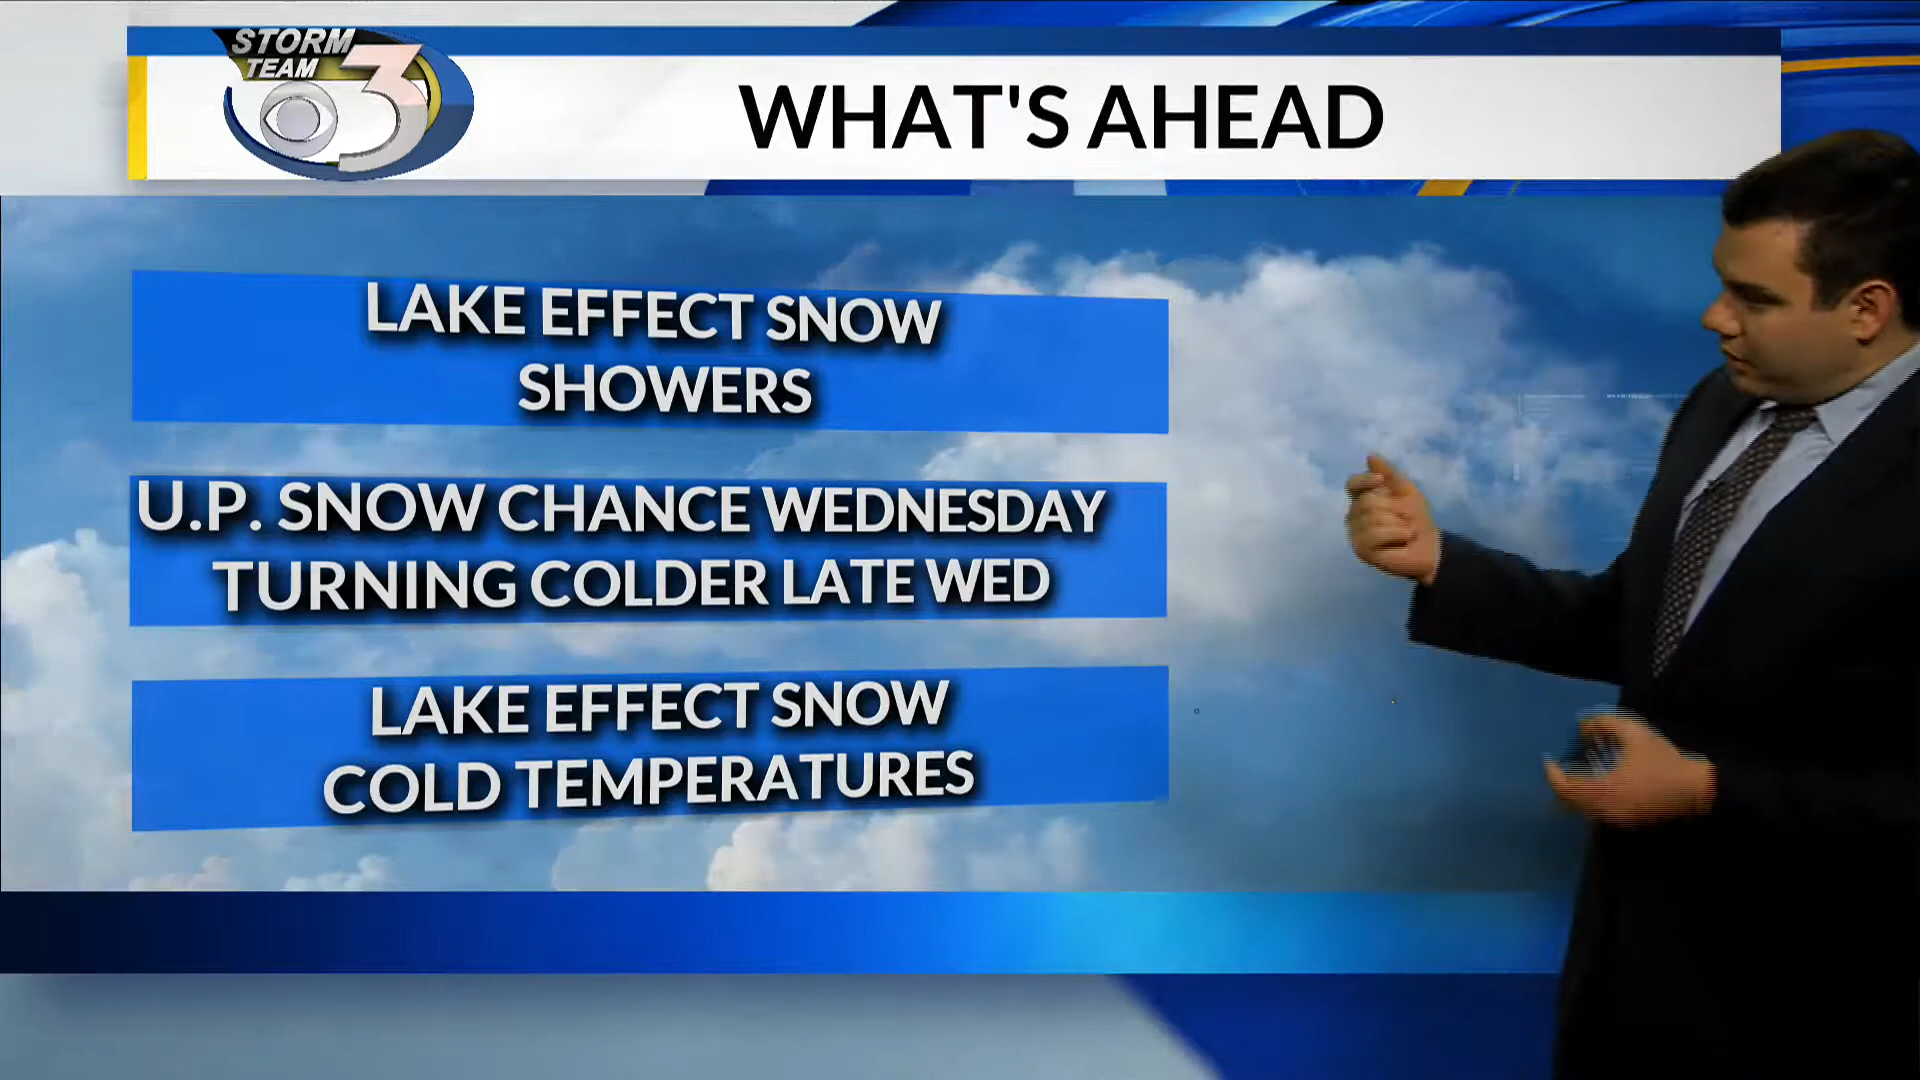 STORM
TEAM
3
WHAT'S AHEAD
LAKE EFFECT SNOW
SHOWERS
U.P. SNOW CHANCE WEDNESDAY
TURNING COLDER LATE WED
LAKE EFFECT SNOW
COLD TEMPERATURES